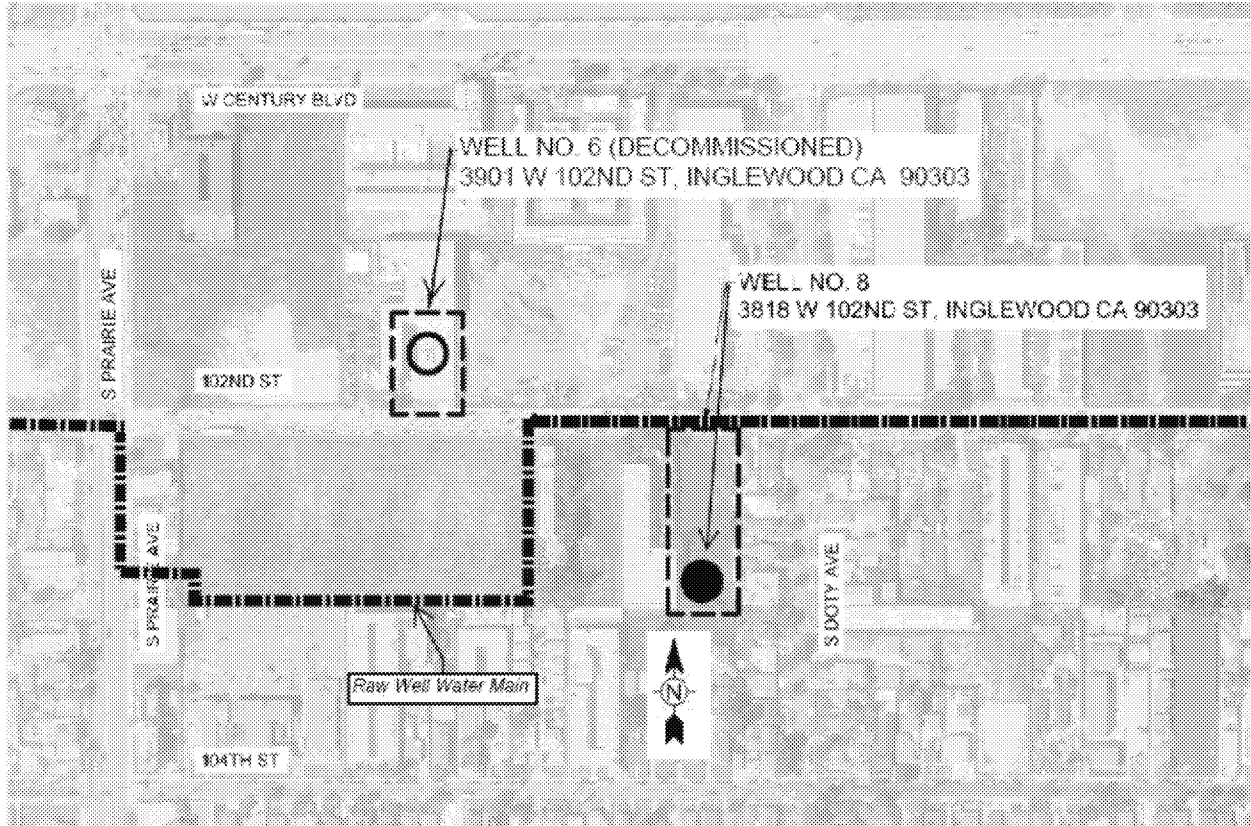 W CENTURY BLVD
WELL NO. 6 (DECOMMISSIONED)
3901 W 102ND ST, INGLEWOOD CA 90303
S PRAIRIE AVE
WELL NO. 8
3818 W 102ND ST, INGLEWOOD CA 90303
102ND ST
S PRAIRIE AVE
S DOTY AVE
Raw Well Water Main
N
104TH ST